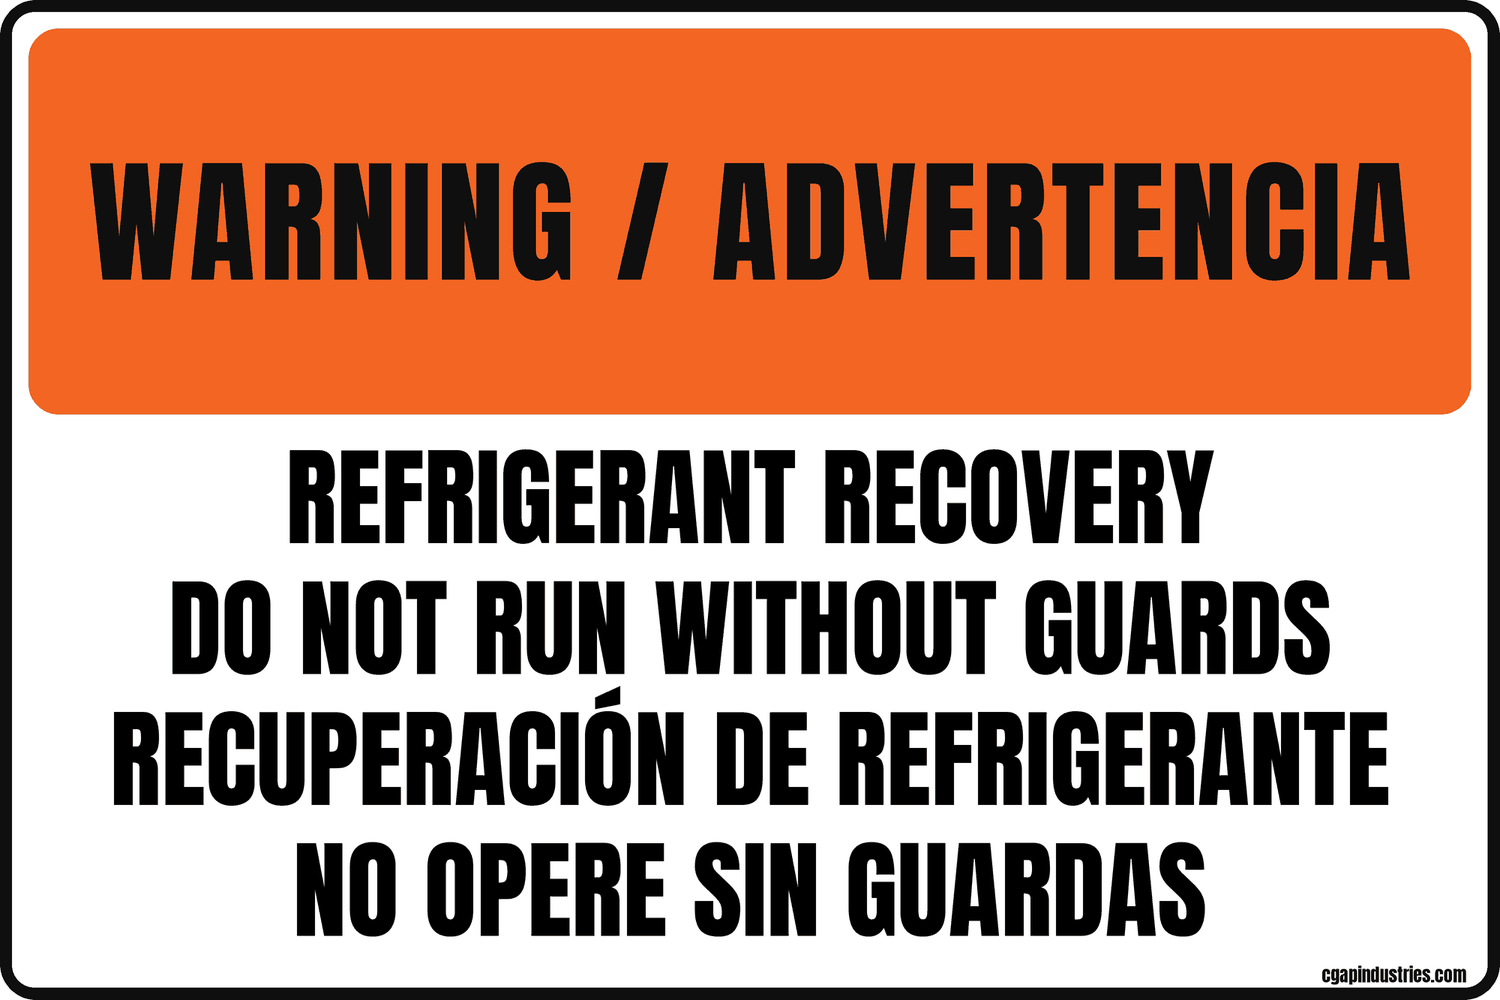 WARNING / ADVERTENCIA
REFRIGERANT RECOVERY
DO NOT RUN WITHOUT GUARDS
RECUPERACIÓN DE REFRIGERANTE
NO OPERE SIN GUARDAS
cgapindustries.com